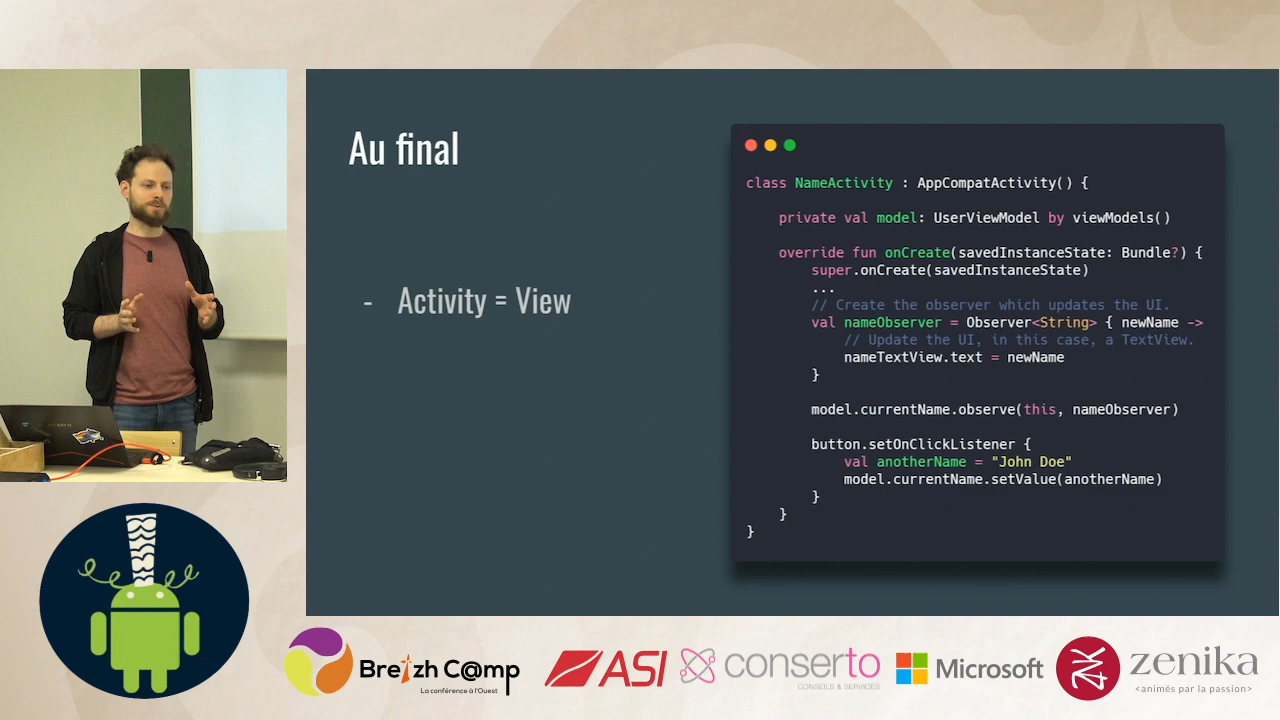 Au final
- Activity = View
class NameActivity : AppCompatActivity() {
private val model: UserViewModel by viewModels()
override fun onCreate(savedInstanceState: Bundle?) {
super.onCreate(savedInstanceState)
...
// Create the observer which updates the UI.
val nameObserver = Observer<String> { newName ->
// Update the UI, in this case, a TextView.
nameTextView.text = newName
}
model.currentName.observe(this, nameObserver)
button.setOnClickListener {
val anotherName = "John Doe"
model.currentName.setValue(anotherName)
}
}
}
Breizh C@mp
La conférence à l'Ouest
ASI
conserto
CONSEILS & SERVICES
Microsoft
zenika
<animés par la passion>